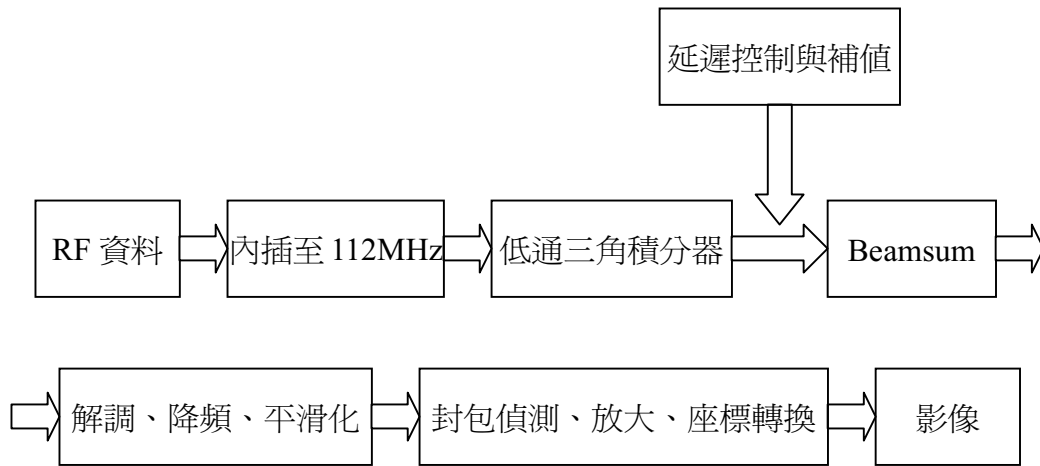 延遲控制與補值
RF 資料
內插至 112MHz
低通三角積分器
Beamsum
解調、降頻、平滑化
封包偵測、放大、座標轉換
影像